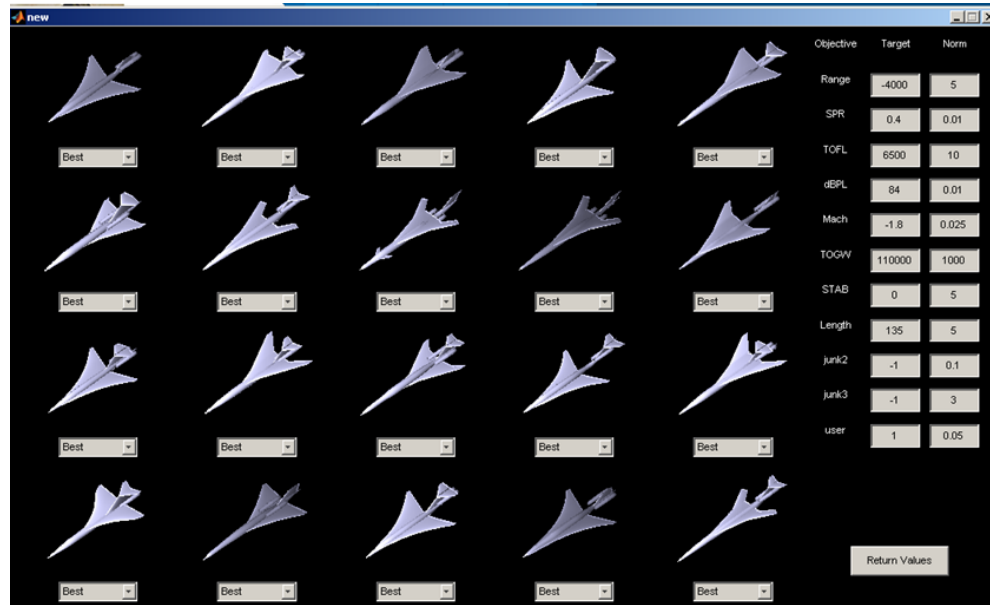 new
Objective Target Norm
Range -4000 5
SPR 0.4 0.01
TOFL 6500 10
Best Best Best Best Best
dBPL 84 0.01
Mach -1.8 0.025
TOGW 110000 1000
STAB 0 5
Best Best Best Best Best
Length 135 5
junk2 -1 0.1
junk3 -1 3
user 1 0.05
Best Best Best Best Best
Return Values
Best Best Best Best Best